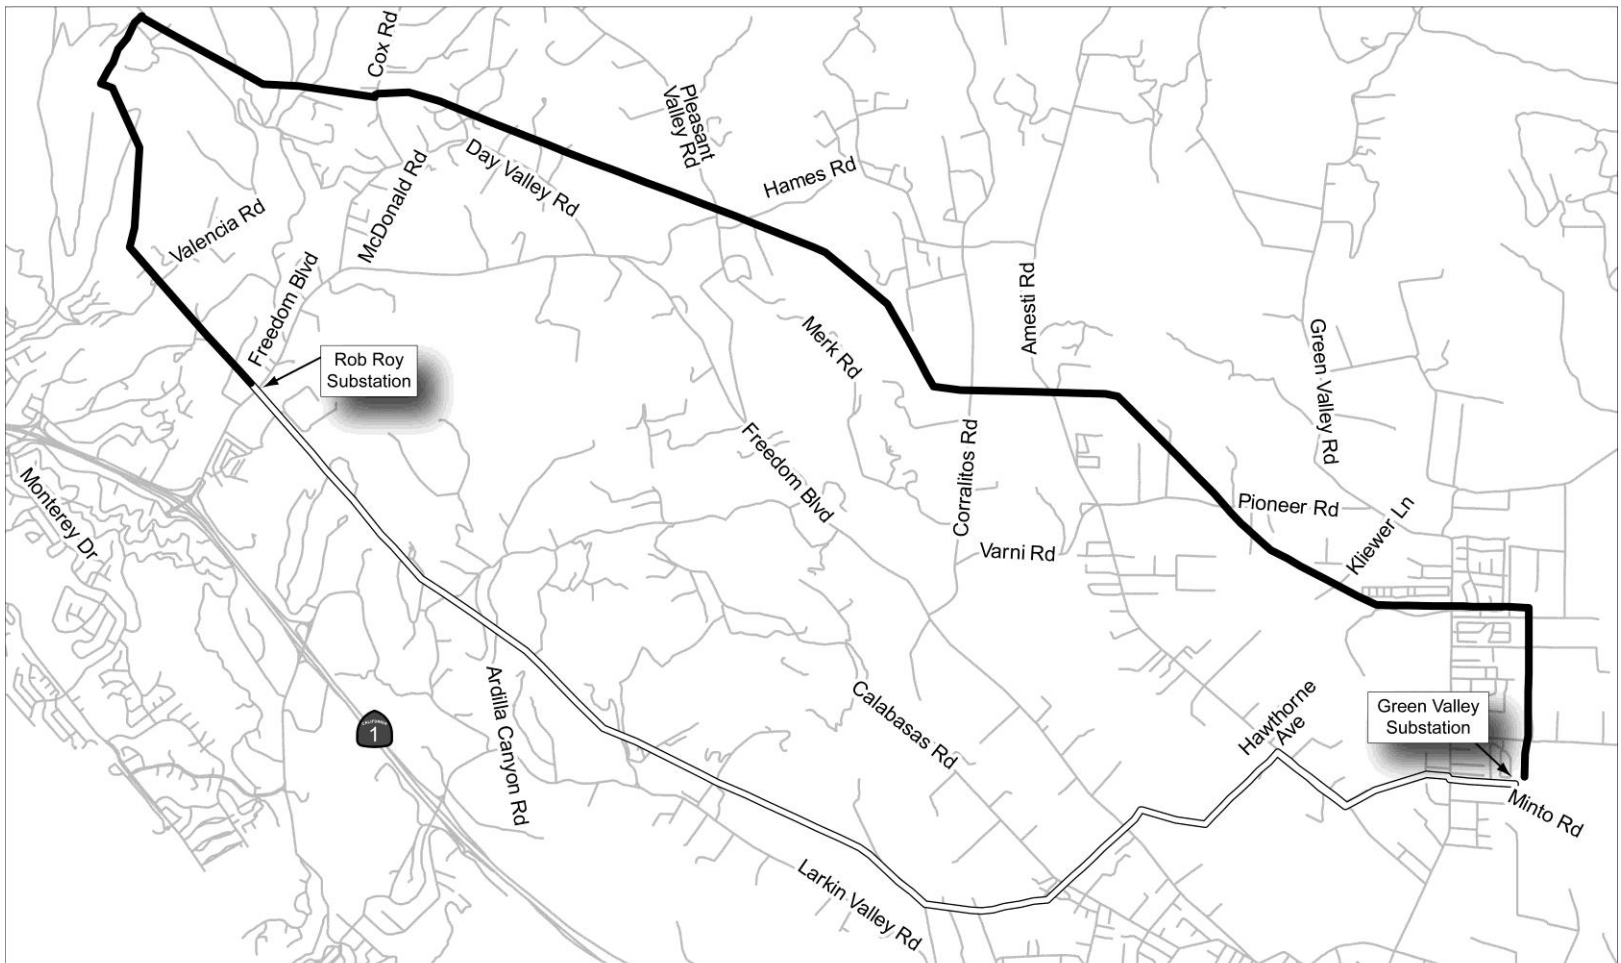 Cox Rd
Pleasant
Valley Rd
Day Valley Rd
McDonald Rd
Hames Rd
Valencia Rd
Freedom Blvd
Amesti Rd
Merk Rd
Green Valley Rd
Rob Roy
Substation
Freedom Blvd
Corralitos Rd
Monterey Dr
Pioneer Rd
Kliewer Ln
Varni Rd
Ardilla Canyon Rd
Calabasas Rd
Hawthorne
Ave
Green Valley
Substation
CALIFORNIA
1
Minto Rd
Larkin Valley Rd